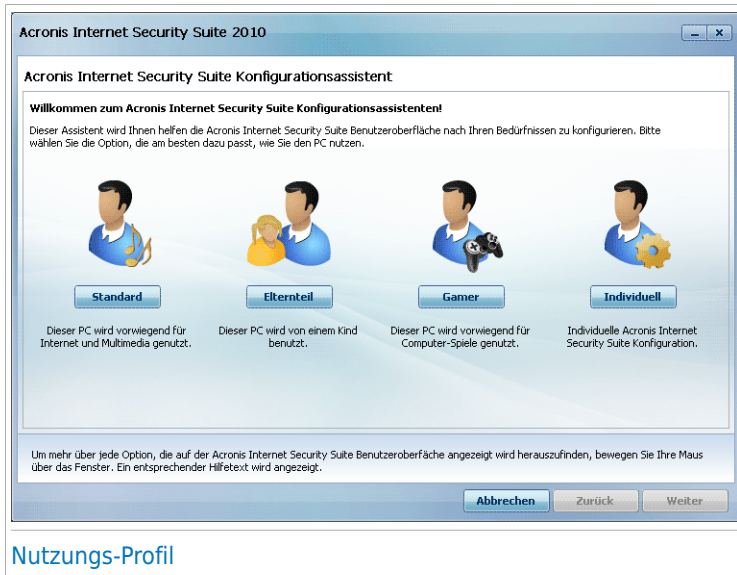 Acronis Internet Security Suite 2010
Acronis Internet Security Suite Konfigurationsassistent
Willkommen zum Acronis Internet Security Suite Konfigurationsassistenten!
Dieser Assistent wird Ihnen helfen die Acronis Internet Security Suite Benutzeroberfläche nach Ihren Bedürfnissen zu konfigurieren. Bitte
wählen Sie die Option, die am besten dazu passt, wie Sie den PC nutzen.
Standard
Elternteil
Gamer
Individuell
Dieser PC wird vorwiegend für
Internet und Multimedia genutzt.
Dieser PC wird von einem Kind
benutzt.
Dieser PC wird vorwiegend für
Computer-Spiele genutzt.
Individuelle Acronis Internet
Security Suite Konfiguration.
Um mehr über jede Option, die auf der Acronis Internet Security Suite Benutzeroberfäche angezeigt wird herauszufinden, bewegen Sie Ihre Maus
über das Fenster. Ein entsprechender Hilfetext wird angezeigt.
Abbrechen
Zurück
Weiter
Nutzungs-Profil